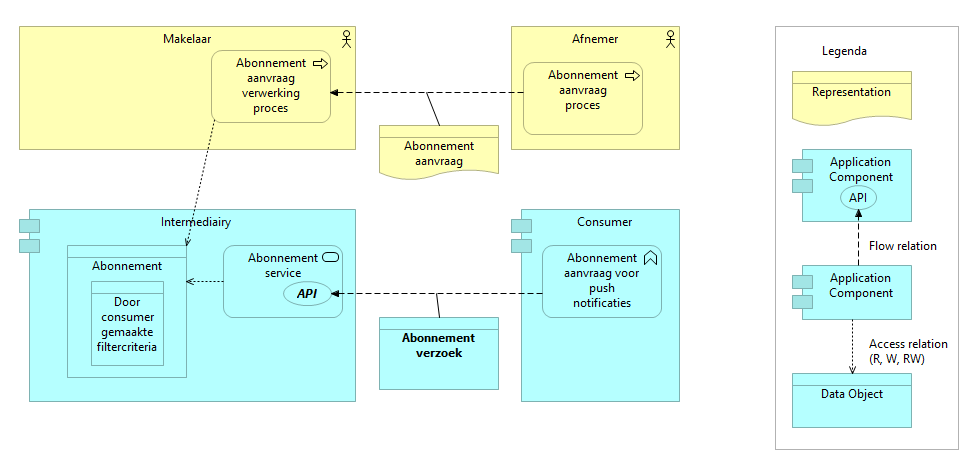 Makelaar
Abonnement
aanvraag
verwerking
proces
Afnemer
Abonnement
aanvraag
proces
Abonnement
aanvraag
Intermediairy
Abonnement
Door
consumer
gemaakte
filtercriteria
Abonnement
service
API
Consumer
Abonnement
aanvraag voor
push
notificaties
Abonnement
verzoek
Legenda
Representation
Application
Component
API
Flow relation
Application
Component
Access relation
(R, W, RW)
Data Object